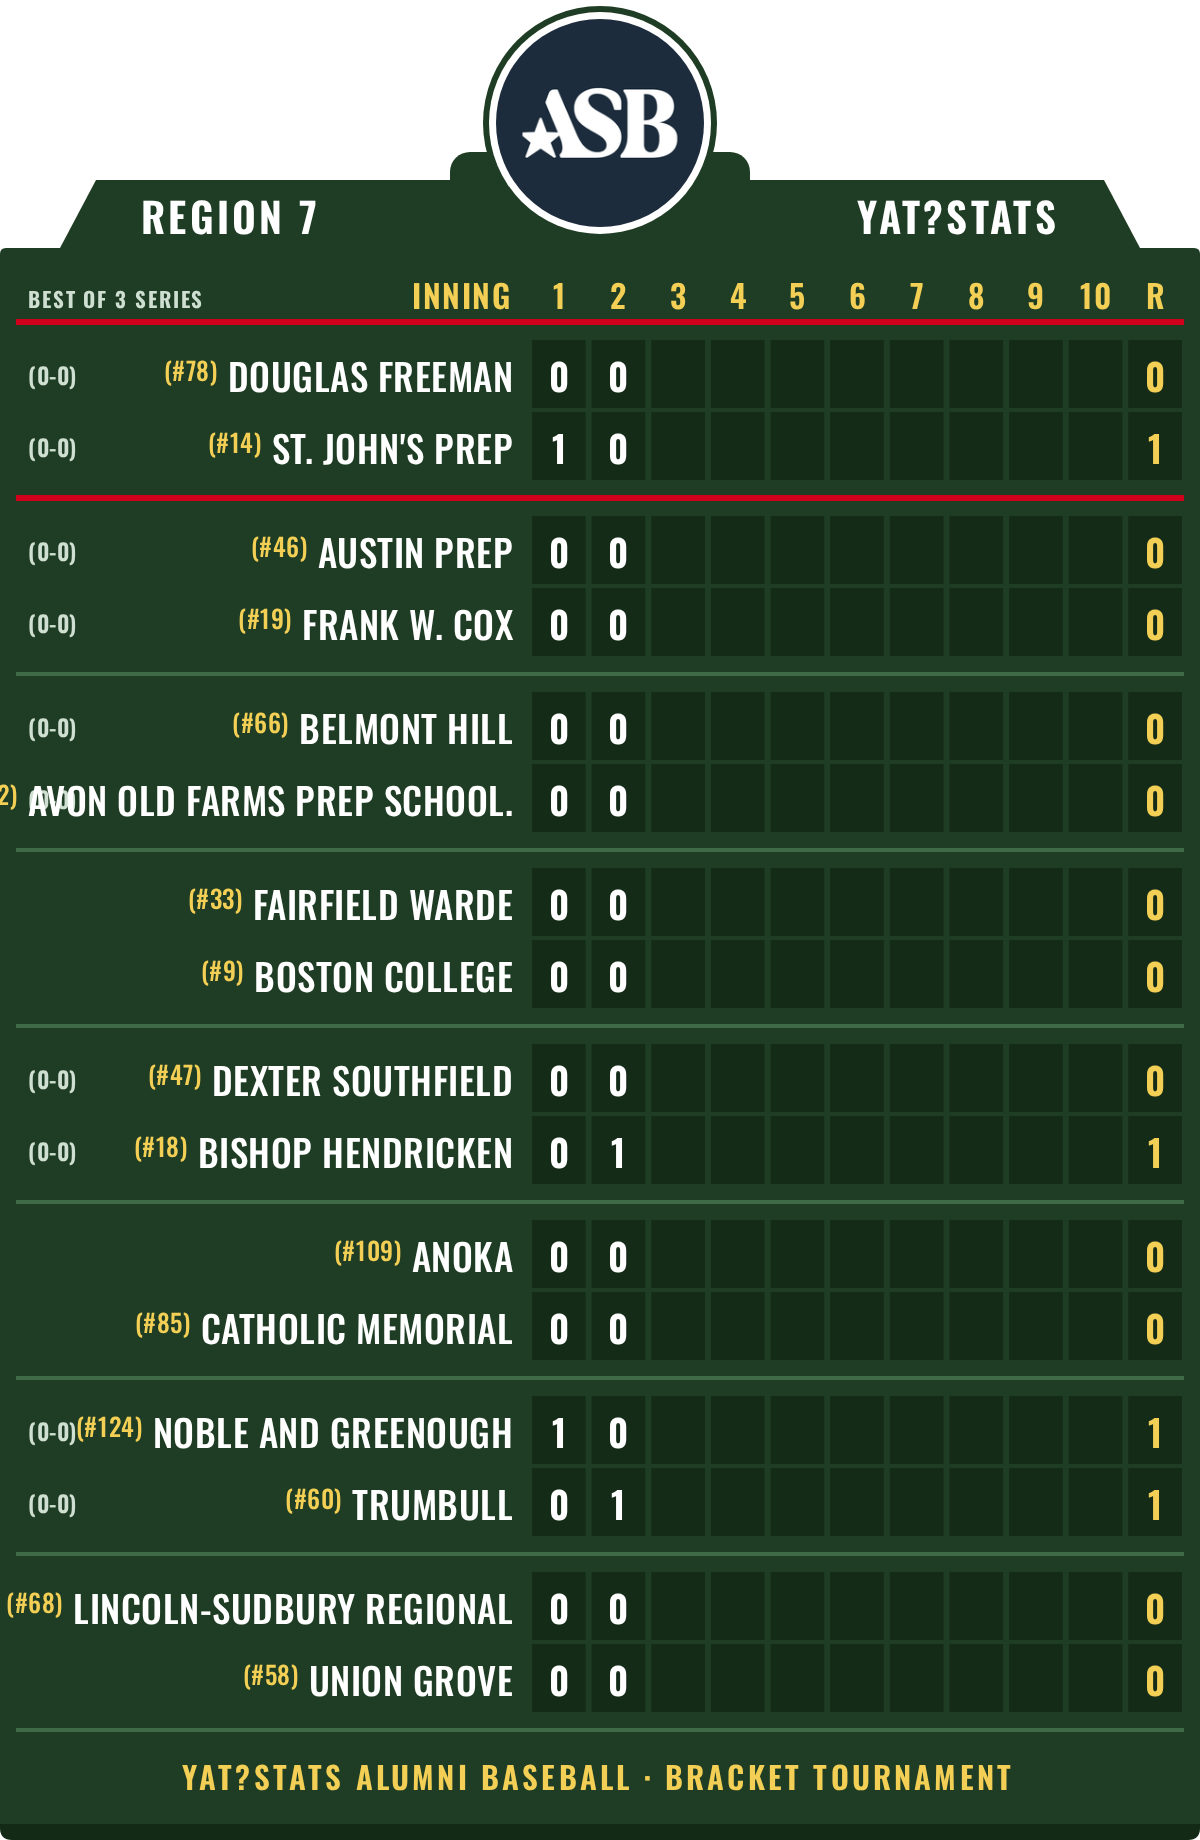 ASB
REGION 7 YAT?STATS
BEST OF 3 SERIES INNING 1 2 3 4 5 6 7 8 9 10 R
(0-0) (#78) DOUGLAS FREEMAN 0 0 0
(0-0) (#14) ST. JOHN'S PREP 1 0 1
(0-0) (#46) AUSTIN PREP 0 0 0
(0-0) (#19) FRANK W. COX 0 0 0
(0-0) (#66) BELMONT HILL 0 0 0
2) AVON OLD FARMS PREP SCHOOL. 0 0 0
(#33) FAIRFIELD WARDE 0 0 0
(#9) BOSTON COLLEGE 0 0 0
(0-0) (#47) DEXTER SOUTHFIELD 0 0 0
(0-0) (#18) BISHOP HENDRICKEN 0 1 1
(#109) ANOKA 0 0 0
(#85) CATHOLIC MEMORIAL 0 0 0
(0-0) (#124) NOBLE AND GREENOUGH 1 0 1
(0-0) (#60) TRUMBULL 0 1 1
(#68) LINCOLN-SUDBURY REGIONAL 0 0 0
(#58) UNION GROVE 0 0 0
YAT?STATS ALUMNI BASEBALL · BRACKET TOURNAMENT